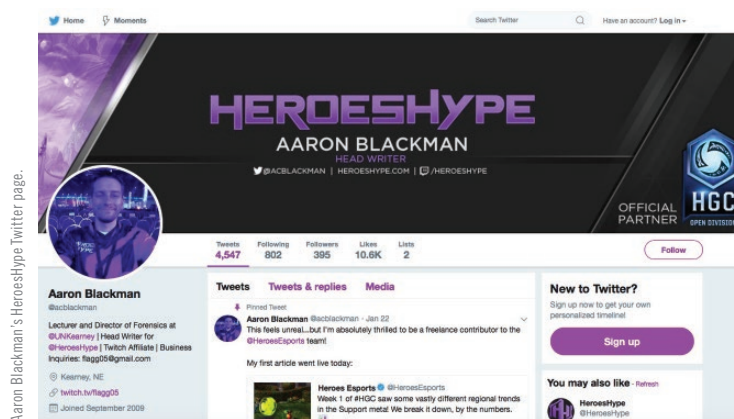 Home
Moments
Search Twitter
Have an account? Log in
HEROESHYPE
AARON BLACKMAN
HEAD WRITER
@ACBLACKMAN | HEROESHYPE.COM | /HEROESHYPE
OFFICIAL
PARTNER
HGC
OPEN DIVISION
Aaron Blackman's HeroesHype Twitter page.
Tweets Following Followers Likes Lists
4,547 802 395 10.6K 2
Follow
Aaron Blackman
@acblackman
Lecturer and Director of Forensics at
@UNKearney | Head Writer for
@HeroesHype | Twitch Affiliate | Business
Inquiries: flagg05@gmail.com
Kearney, NE
twitch.tv/flagg05
Joined September 2009
Tweets Tweets & replies Media
Pinned Tweet
Aaron Blackman @acblackman · Jan 22
This feels unreal...but I'm absolutely thrilled to be a freelance contributor to the
@HeroesEsports team!
My first article went live today:
Heroes Esports @HeroesEsports
Week 1 of #HGC saw some vastly different regional trends
in the Support meta! We break it down, by the numbers.
New to Twitter?
Sign up now to get your own
personalized timeline!
Sign up
You may also like · Refresh
HeroesHype
@HeroesHype